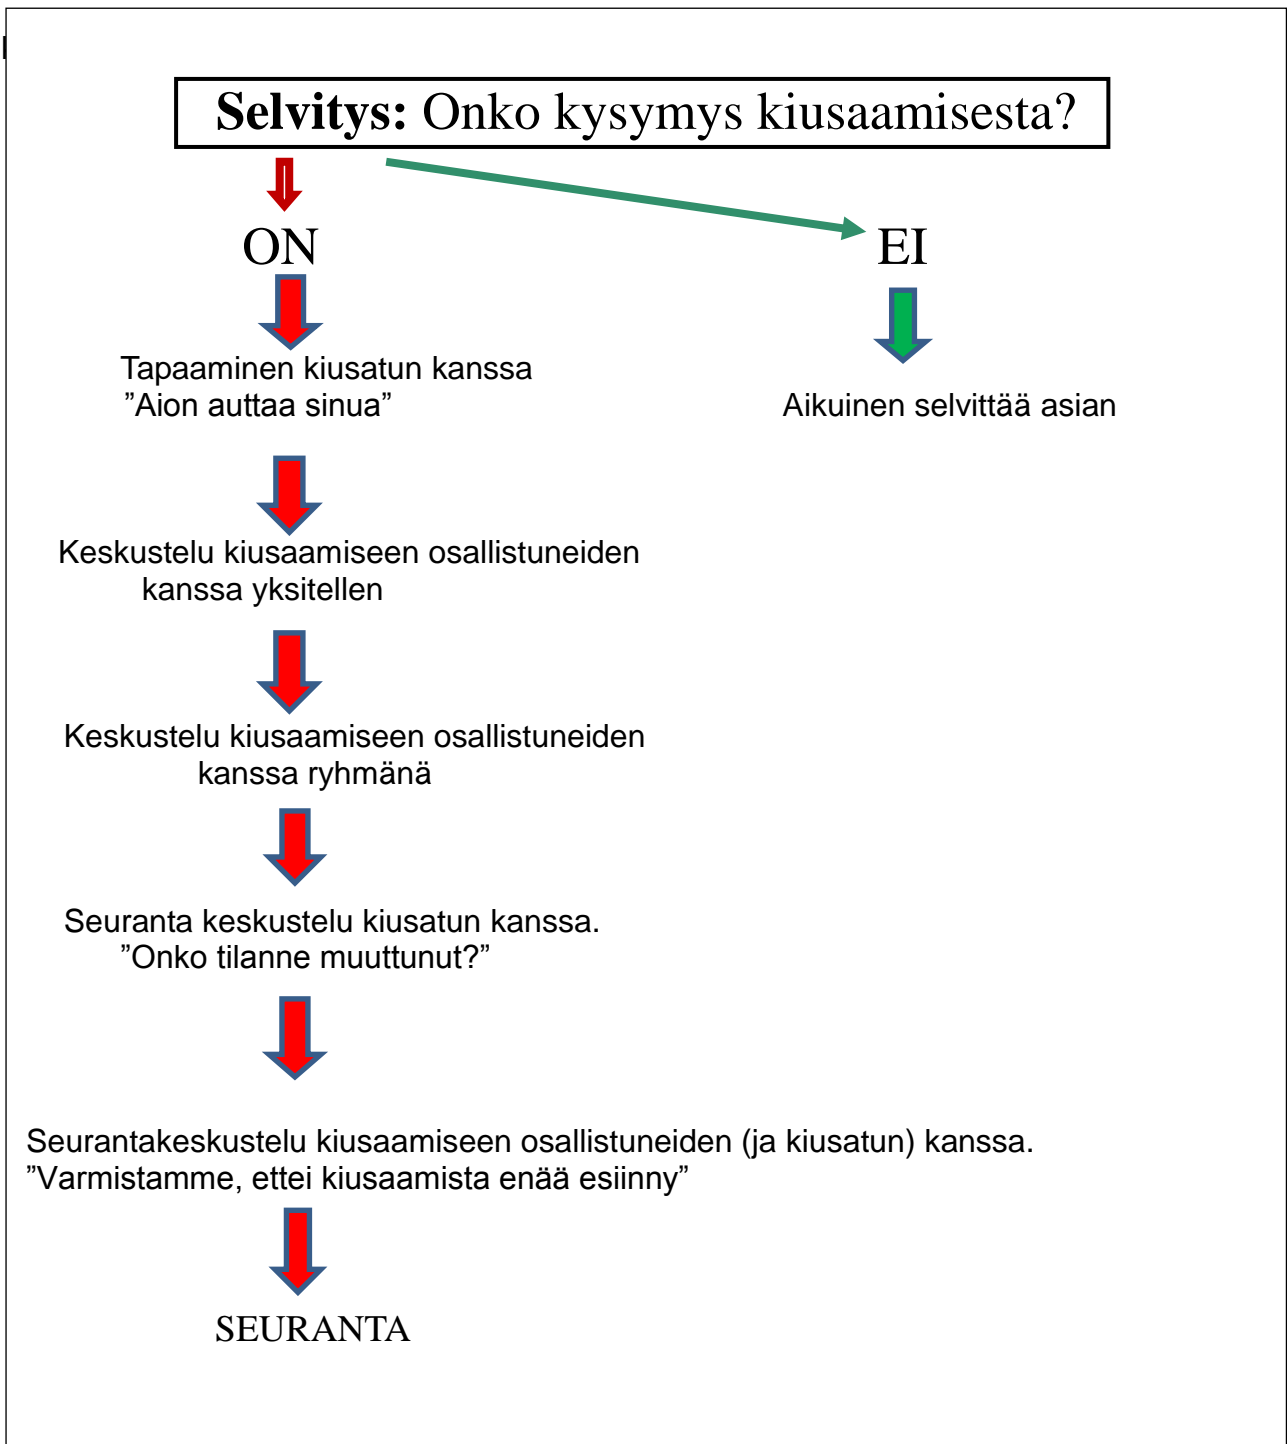 Selvitys: Onko kysymys kiusaamisesta?
ON
EI
Tapaaminen kiusatun kanssa
”Aion auttaa sinua”
Aikuinen selvittää asian
Keskustelu kiusaamiseen osallistuneiden
kanssa yksitellen
Keskustelu kiusaamiseen osallistuneiden
kanssa ryhmänä
Seuranta keskustelu kiusatun kanssa.
”Onko tilanne muuttunut?”
Seurantakeskustelu kiusaamiseen osallistuneiden (ja kiusatun) kanssa.
”Varmistamme, ettei kiusaamista enää esiinny”
SEURANTA